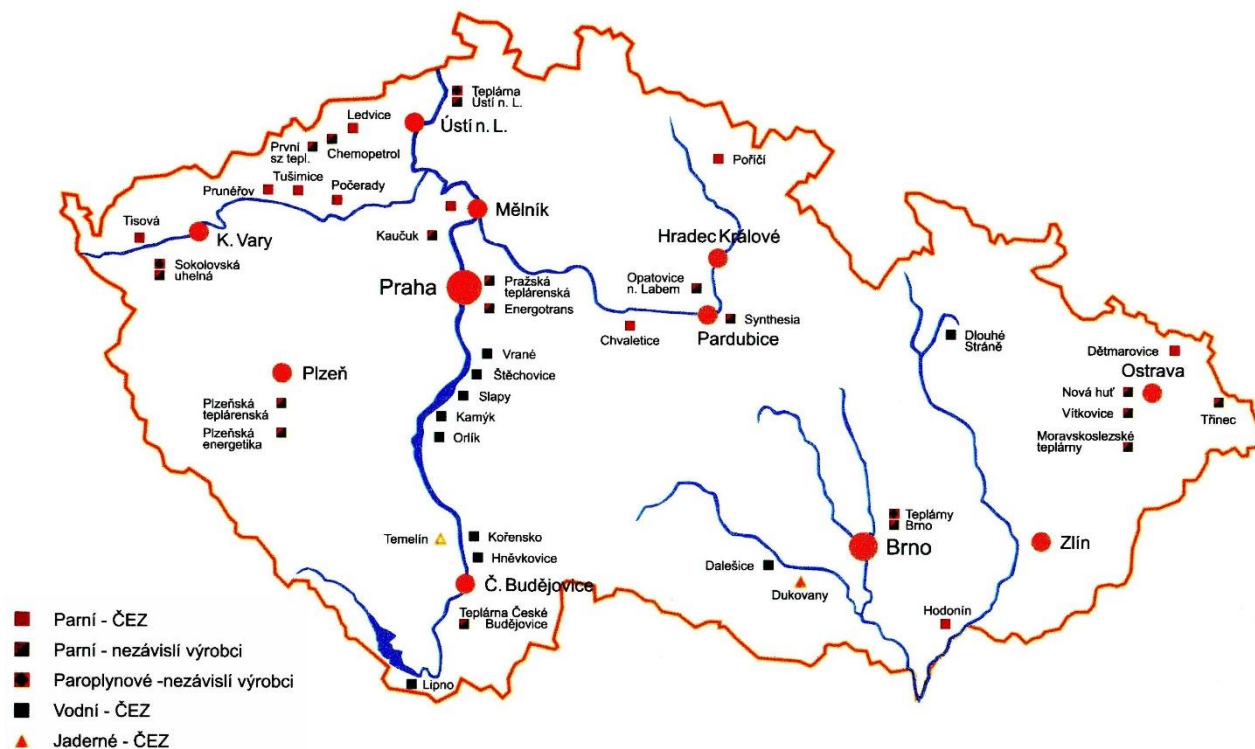 Teplárna
Ústí n. L.
Ledvice
Ústí n. L.
První
sz tepl.
Chemopetrol
Poříčí
Tušimice
Prunéřov
Počerady
Mělník
Tisová
K. Vary
Kaučuk
Hradec Králové
Sokolovská
uhelná
Praha
Pražská
teplárenská
Energotrans
Opatovice
n. Labem
Synthesia
Chvaletice
Pardubice
Dlouhé
Stráně
Vrané
Štěchovice
Dětmarovice
Ostrava
Plzeň
Slapy
Nová huť
Plzeňská
teplárenská
Kamýk
Vítkovice
Třinec
Plzeňská
energetika
Orlík
Moravskoslezské
teplárny
Teplárny
Brno
Temelín
Kořensko
Hněvkovice
Brno
Zlín
Dalešice
Dukovany
Č. Budějovice
Teplárna České
Budějovice
Hodonín
Lipno
Parní - ČEZ
Parní - nezávislí výrobci
Paroplynové -nezávislí výrobci
Vodní - ČEZ
Jaderné - ČEZ